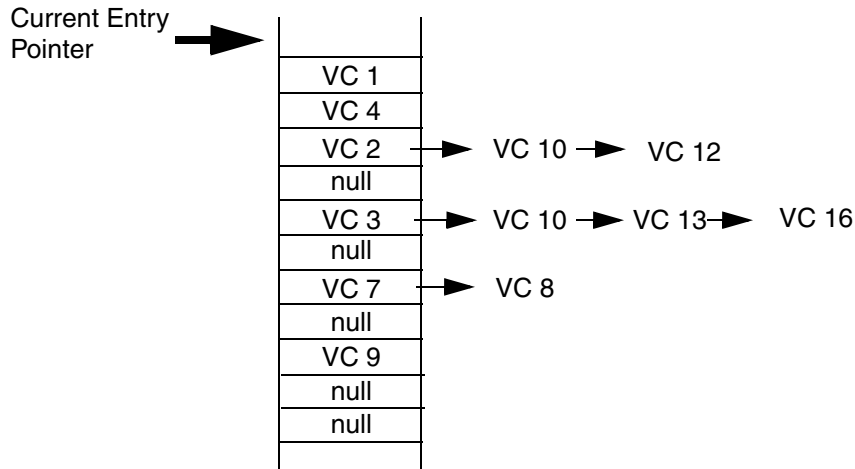 Current Entry
Pointer
VC 1
VC 4
VC 2 VC 10 VC 12
null
VC 3 VC 10 VC 13 VC 16
null
VC 7 VC 8
null
VC 9
null
null